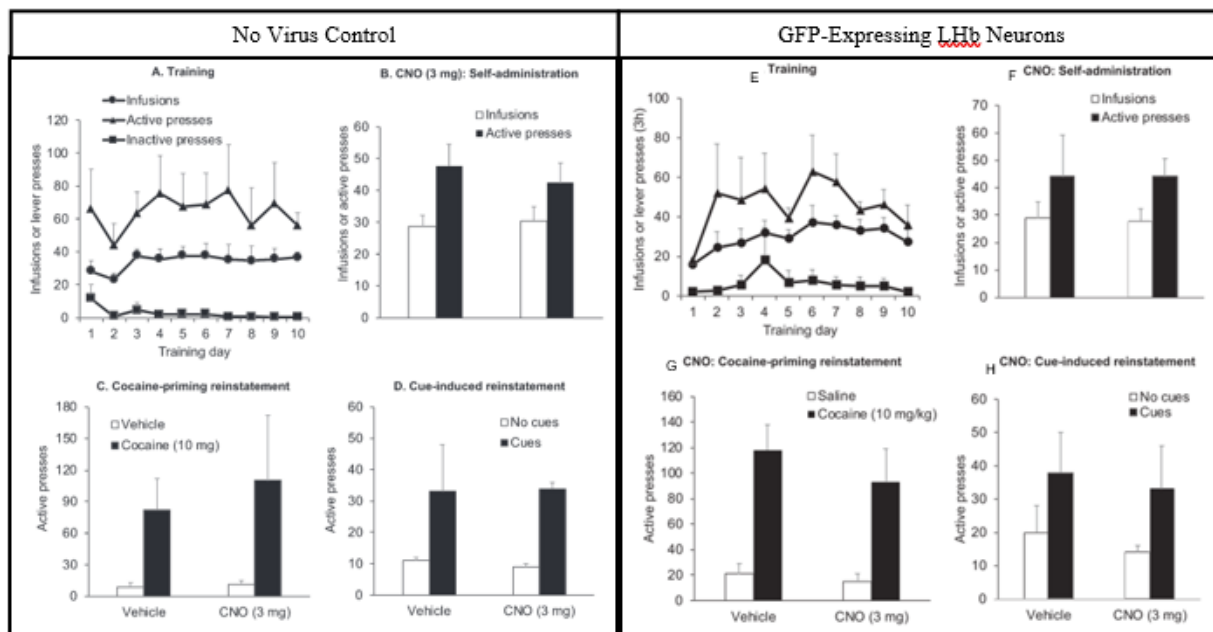 No Virus Control
GFP-Expressing LHb Neurons
A. Training
Infusions
Active presses
Inactive presses
Infusions or lever presses
120
100
80
60
40
20
0
1 2 3 4 5 6 7 8 9 10
Training day
B. CNO (3 mg): Self-administration
Infusions
Active presses
Infusions or active presses
60
50
40
30
20
10
0
C. Cocaine-priming reinstatement
Vehicle
Cocaine (10 mg)
Active presses
180
150
120
90
60
30
0
Vehicle CNO (3 mg)
D. Cue-induced reinstatement
No cues
Cues
Active presses
60
50
40
30
20
10
0
Vehicle CNO (3 mg)
E Training
Infusions or lever presses (3h)
100
80
60
40
20
0
1 2 3 4 5 6 7 8 9 10
Training day
F CNO: Self-administration
Infusions
Active presses
Infusions or active presses
70
60
50
40
30
20
10
0
G CNO: Cocaine-priming reinstatement
Saline
Cocaine (10 mg/kg)
Active presses
160
140
120
100
80
60
40
20
0
Vehicle CNO (3 mg)
H CNO: Cue-induced reinstatement
No cues
Cues
Active presses
60
50
40
30
20
10
0
Vehicle CNO (3 mg)